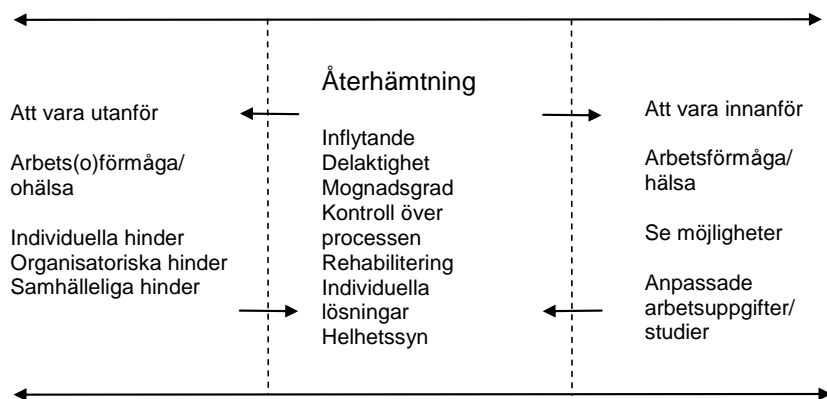 Att vara utanför
Arbets(o)förmåga/
ohälsa
Individuella hinder
Organisatoriska hinder
Samhälleliga hinder
Återhämtning
Inflytande
Delaktighet
Mognadsgrad
Kontroll över
processen
Rehabilitering
Individuella
lösningar
Helhetssyn
Att vara innanför
Arbetsförmåga/
hälsa
Se möjligheter
Anpassade
arbetsuppgifter/
studier